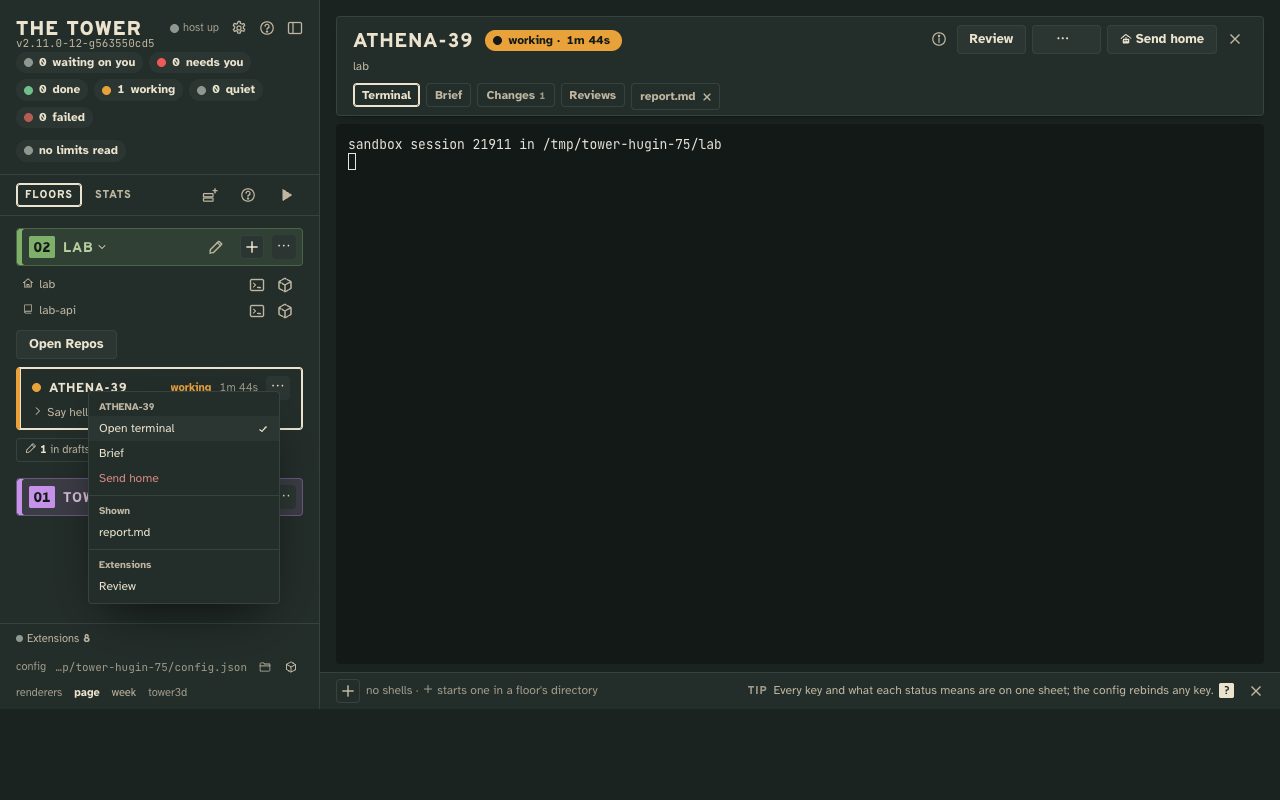 THE TOWER
host up
v2.11.0-12-g563550cd5
0 waiting on you
0 needs you
0 done
1 working
0 quiet
0 failed
no limits read
FLOORS
STATS
02 LAB
...
lab
lab-api
Open Repos
ATHENA-39
working 1m 44s
...
Say hell
1 in drafts
01 TOW
ATHENA-39
Open terminal
Brief
Send home
Shown
report.md
Extensions
Review
Extensions 8
config …p/tower-hugin-75/config.json
renderers page week tower3d
ATHENA-39
working · 1m 44s
Review
...
Send home
lab
Terminal
Brief
Changes 1
Reviews
report.md
sandbox session 21911 in /tmp/tower-hugin-75/lab
no shells · + starts one in a floor's directory
TIP Every key and what each status means are on one sheet; the config rebinds any key. ?